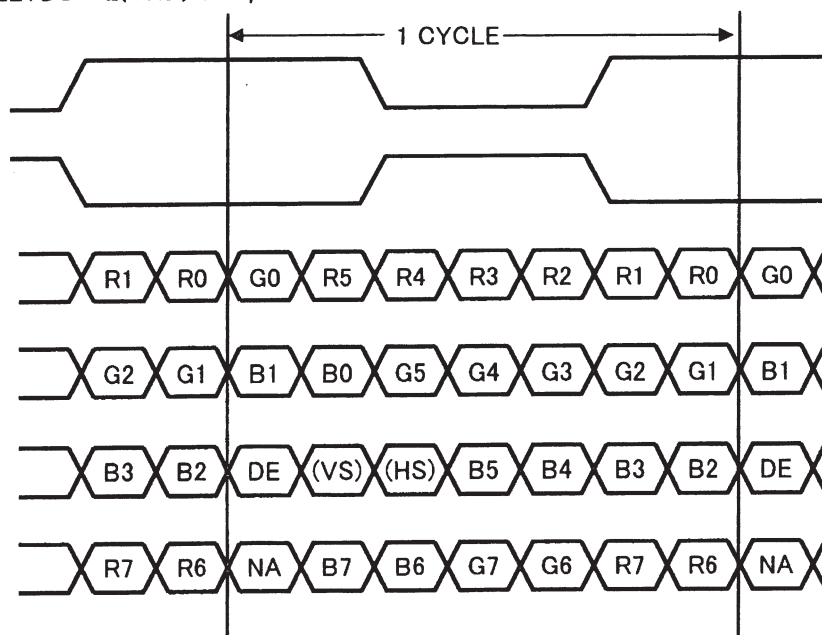 1 CYCLE
R1 R0 G0 R5 R4 R3 R2 R1 R0 G0
G2 G1 B1 B0 G5 G4 G3 G2 G1 B1
B3 B2 DE (VS) (HS) B5 B4 B3 B2 DE
R7 R6 NA B7 B6 G7 G6 R7 R6 NA